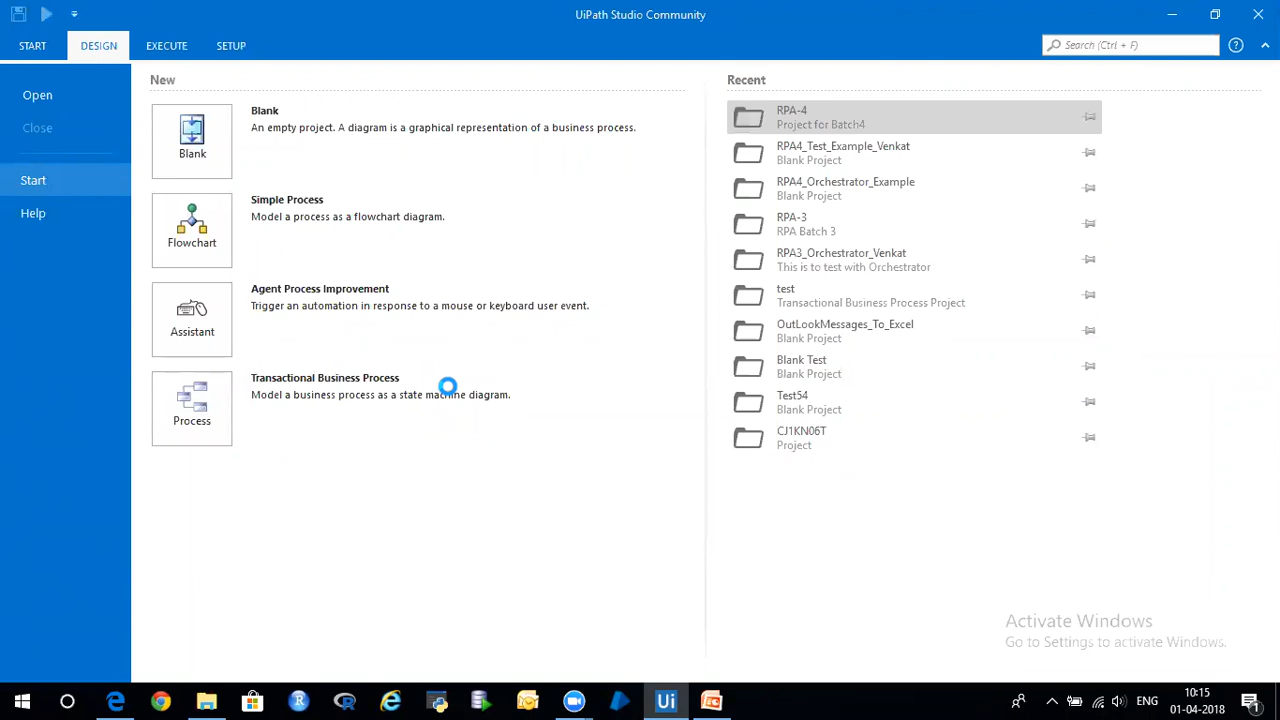 UiPath Studio Community
START DESIGN EXECUTE SETUP
Search (Ctrl + F)
Open
Close
Start
Help
New
Blank
Blank
An empty project. A diagram is a graphical representation of a business process.
Flowchart
Simple Process
Model a process as a flowchart diagram.
Assistant
Agent Process Improvement
Trigger an automation in response to a mouse or keyboard user event.
Process
Transactional Business Process
Model a business process as a state machine diagram.
Recent
RPA-4
Project for Batch4
RPA4_Test_Example_Venkat
Blank Project
RPA4_Orchestrator_Example
Blank Project
RPA-3
RPA Batch 3
RPA3_Orchestrator_Venkat
This is to test with Orchestrator
test
Transactional Business Process Project
OutLookMessages_To_Excel
Blank Project
Blank Test
Blank Project
Test54
Blank Project
CJ1KN06T
Project
Activate Windows
Go to Settings to activate Windows.
Ui
ENG
10:15
01-04-2018
1